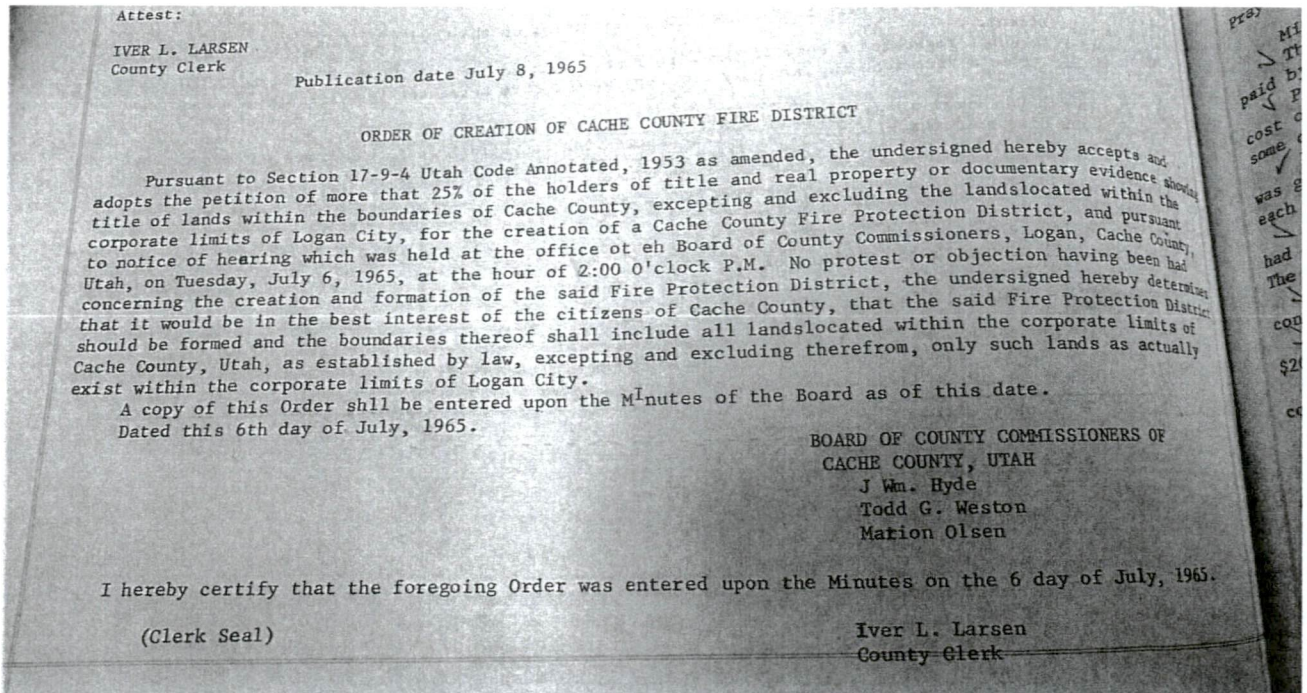 Attest:
IVER L. LARSEN
County Clerk
Publication date July 8, 1965
ORDER OF CREATION OF CACHE COUNTY FIRE DISTRICT
Pursuant to Section 17-9-4 Utah Code Annotated, 1953 as amended, the undersigned hereby accepts and
adopts the petition of more that 25% of the holders of title and real property or documentary evidence showing
title of lands within the boundaries of Cache County, excepting and excluding the landslocated within the
corporate limits of Logan City, for the creation of a Cache County Fire Protection District, and pursuant
to notice of hearing which was held at the office ot eh Board of County Commissioners, Logan, Cache County,
Utah, on Tuesday, July 6, 1965, at the hour of 2:00 O'clock P.M. No protest or objection having been had
concerning the creation and formation of the said Fire Protection District, the undersigned hereby determines
that it would be in the best interest of the citizens of Cache County, that the said Fire Protection District
should be formed and the boundaries thereof shall include all landslocated within the corporate limits of
Cache County, Utah, as established by law, excepting and excluding therefrom, only such lands as actually
exist within the corporate limits of Logan City.
A copy of this Order shll be entered upon the MInutes of the Board as of this date.
Dated this 6th day of July, 1965.
BOARD OF COUNTY COMMISSIONERS OF
CACHE COUNTY, UTAH
J Wm. Hyde
Todd G. Weston
Marion Olsen
I hereby certify that the foregoing Order was entered upon the Minutes on the 6 day of July, 1965.
(Clerk Seal)
Iver L. Larsen
County Clerk
paid
cost
some
was
each
had
The